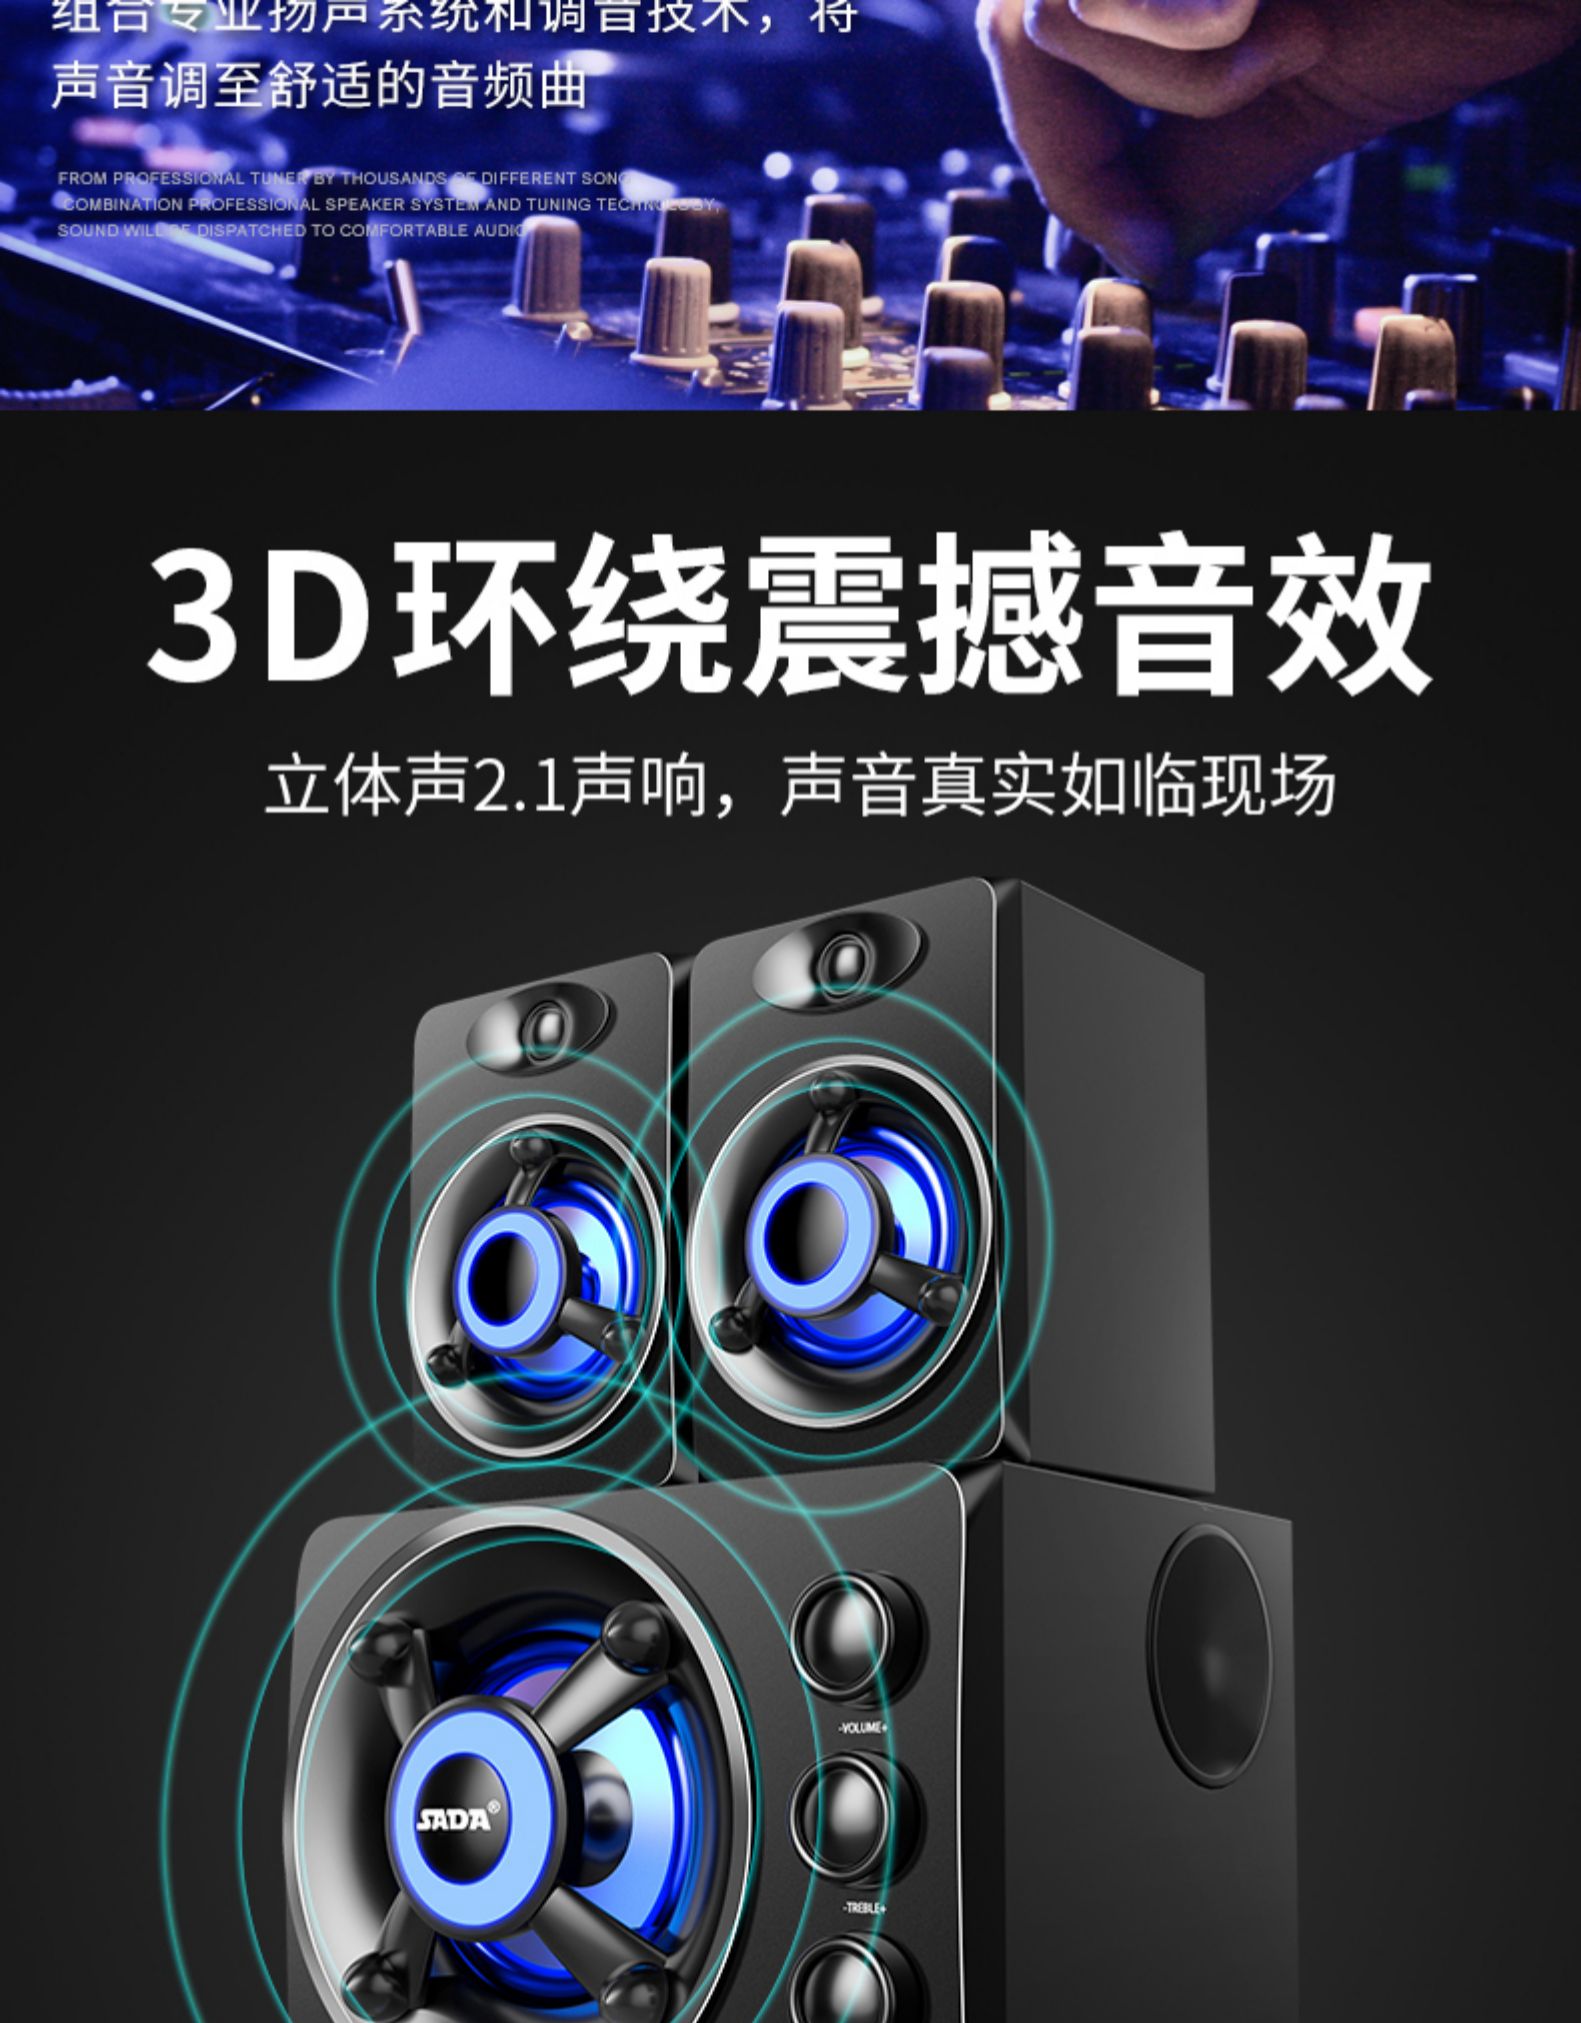 组合专业扬声系统和调音技术，将
声音调至舒适的音频曲
FROM PROFESSIONAL TUNER BY THOUSANDS OF DIFFERENT SONG,
COMBINATION PROFESSIONAL SPEAKER SYSTEM AND TUNING TECHNOLOGY,
SOUND WILL BE DISPATCHED TO COMFORTABLE AUDIO
3D环绕震撼音效
立体声2.1声响，声音真实如临现场
-VOLUME+
SADA®
-TREBLE+